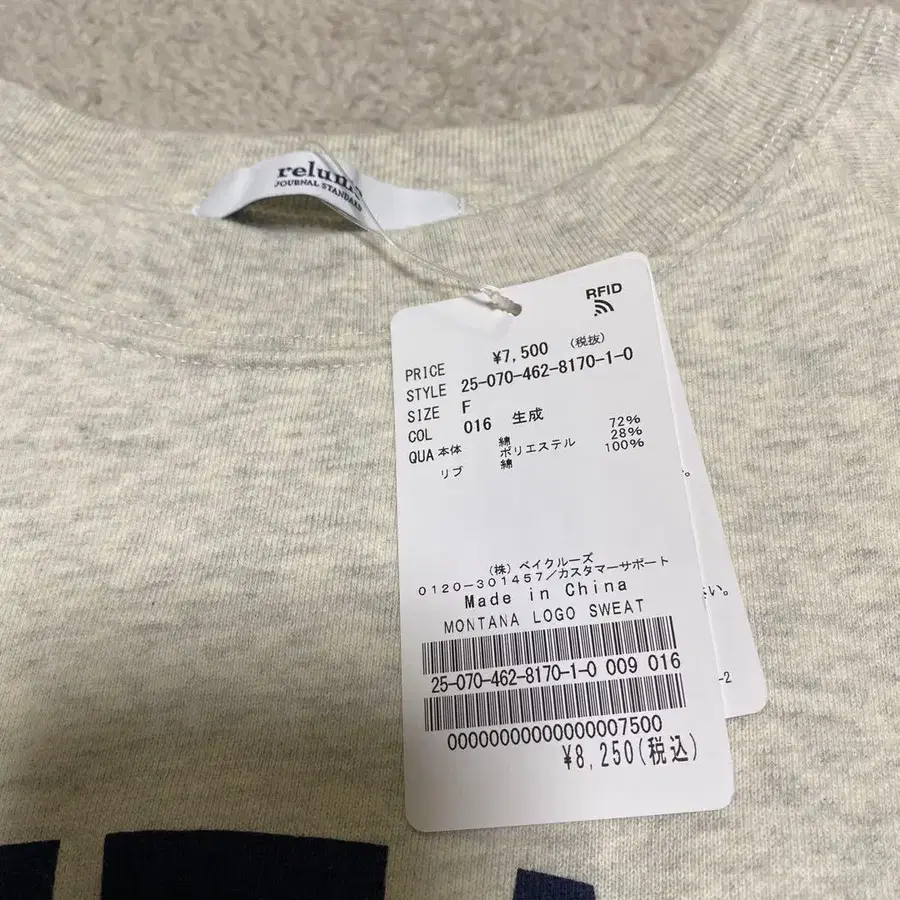 JOURNAL STANDARD
RFID
PRICE ¥7,500 (税抜)
STYLE 25-070-462-8170-1-0
SIZE F
COL 016 生成
QUA 本体 綿 72%
ポリエステル 28%
リブ 綿 100%
(株)ベイクルーズ
0120-301457/カスタマーサポート
Made in China
MONTANA LOGO SWEAT
25-070-462-8170-1-0 009 016
00000000000000007500
¥8,250(税込)
い。
-2